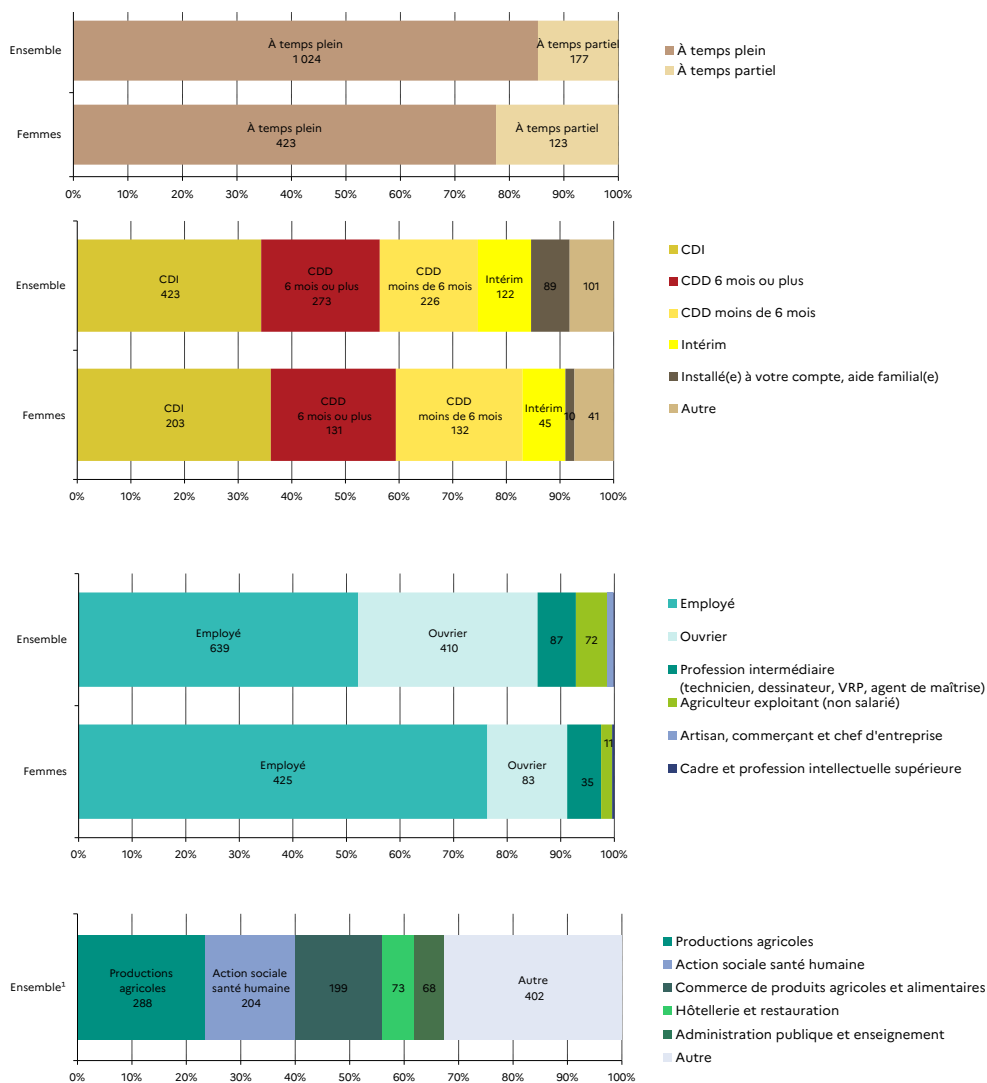 Ensemble
À temps plein
1 024
À temps partiel
177
Femmes
À temps plein
423
À temps partiel
123
0% 10% 20% 30% 40% 50% 60% 70% 80% 90% 100%
À temps plein
À temps partiel
Ensemble
CDI
423
CDD
6 mois ou plus
273
CDD
moins de 6 mois
226
Intérim
122
89
101
Femmes
CDI
203
CDD
6 mois ou plus
131
CDD
moins de 6 mois
132
Intérim
45
10
41
0% 10% 20% 30% 40% 50% 60% 70% 80% 90% 100%
CDI
CDD 6 mois ou plus
CDD moins de 6 mois
Intérim
Installé(e) à votre compte, aide familial(e)
Autre
Ensemble
Employé
639
Ouvrier
410
87
72
Femmes
Employé
425
Ouvrier
83
35
11
0% 10% 20% 30% 40% 50% 60% 70% 80% 90% 100%
Employé
Ouvrier
Profession intermédiaire
(technicien, dessinateur, VRP, agent de maîtrise)
Agriculteur exploitant (non salarié)
Artisan, commerçant et chef d'entreprise
Cadre et profession intellectuelle supérieure
Ensemble¹
Productions
agricoles
288
Action sociale
santé humaine
204
199
73
68
Autre
402
0% 10% 20% 30% 40% 50% 60% 70% 80% 90% 100%
Productions agricoles
Action sociale santé humaine
Commerce de produits agricoles et alimentaires
Hôtellerie et restauration
Administration publique et enseignement
Autre